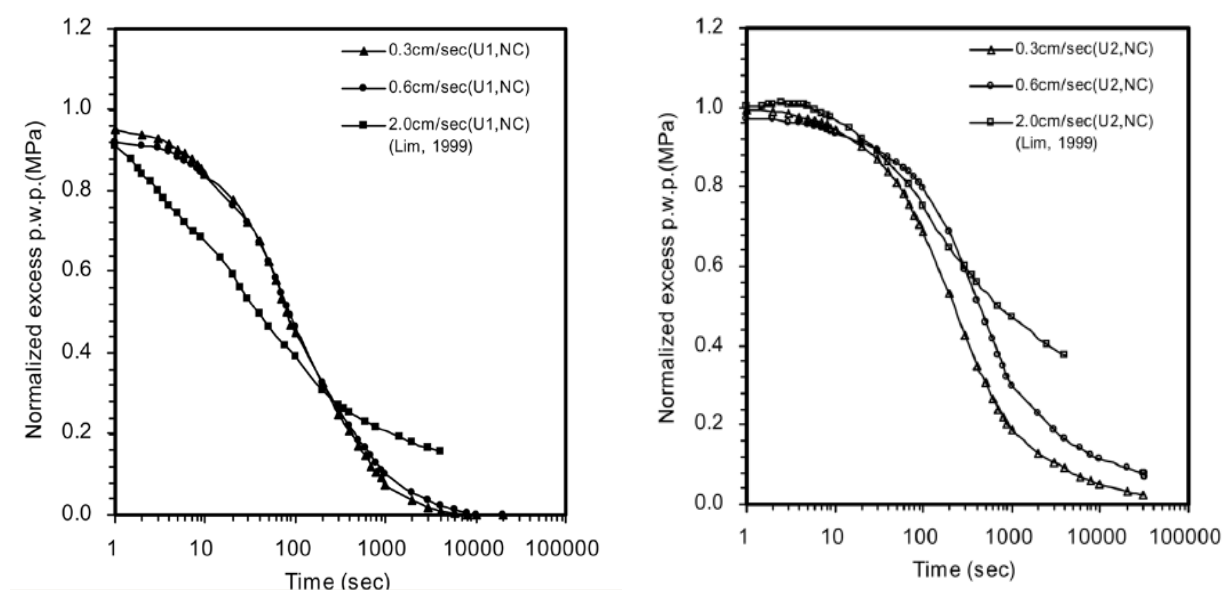 1.2
1.0
0.8
0.6
0.4
0.2
0.0
Normalized excess p.w.p.(MPa)
0.3cm/sec(U1,NC)
0.6cm/sec(U1,NC)
2.0cm/sec(U1,NC)
(Lim, 1999)
1 10 100 1000 10000 100000
Time (sec)
1.2
1.0
0.8
0.6
0.4
0.2
0.0
Normalized excess p.w.p.(MPa)
0.3cm/sec(U2,NC)
0.6cm/sec(U2,NC)
2.0cm/sec(U2,NC)
(Lim, 1999)
1 10 100 1000 10000 100000
Time (sec)